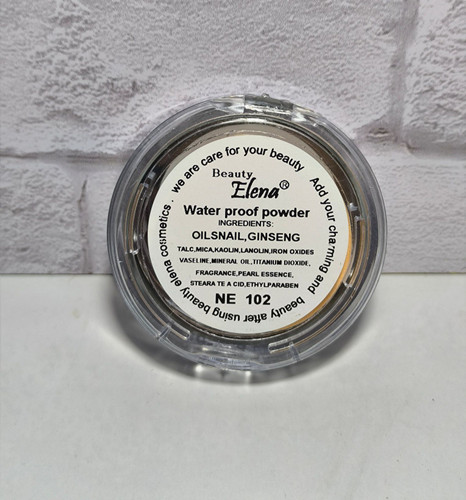 we are care for your beauty
Add your charming and beauty after using beauty elena cosmetics.
Beauty
Elena®
Water proof powder
INGREDIENTS:
OILSNAIL,GINSENG
TALC,MICA,KAOLIN,LANOLIN,IRON OXIDES
VASELINE,MINERAL OIL,TITANIUM DIOXIDE,
FRAGRANCE,PEARL ESSENCE,
STEARA TE A CID,ETHYLPARABEN
NE 102